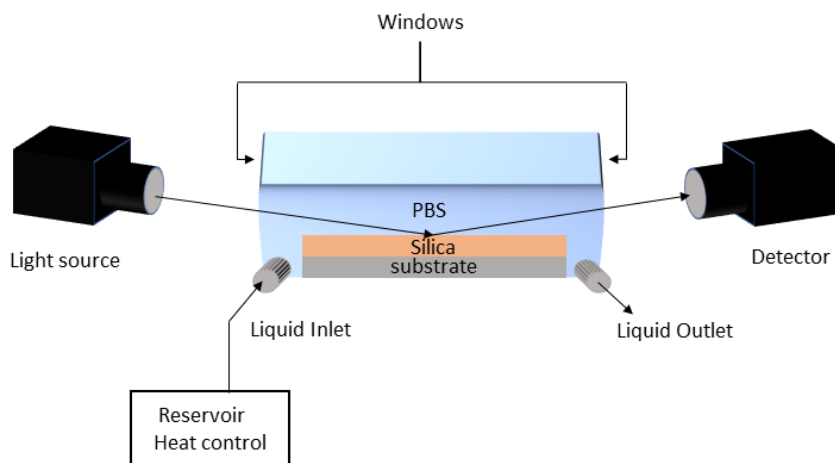 Windows
PBS
Silica
substrate
Light source
Detector
Liquid Inlet
Liquid Outlet
Reservoir
Heat control